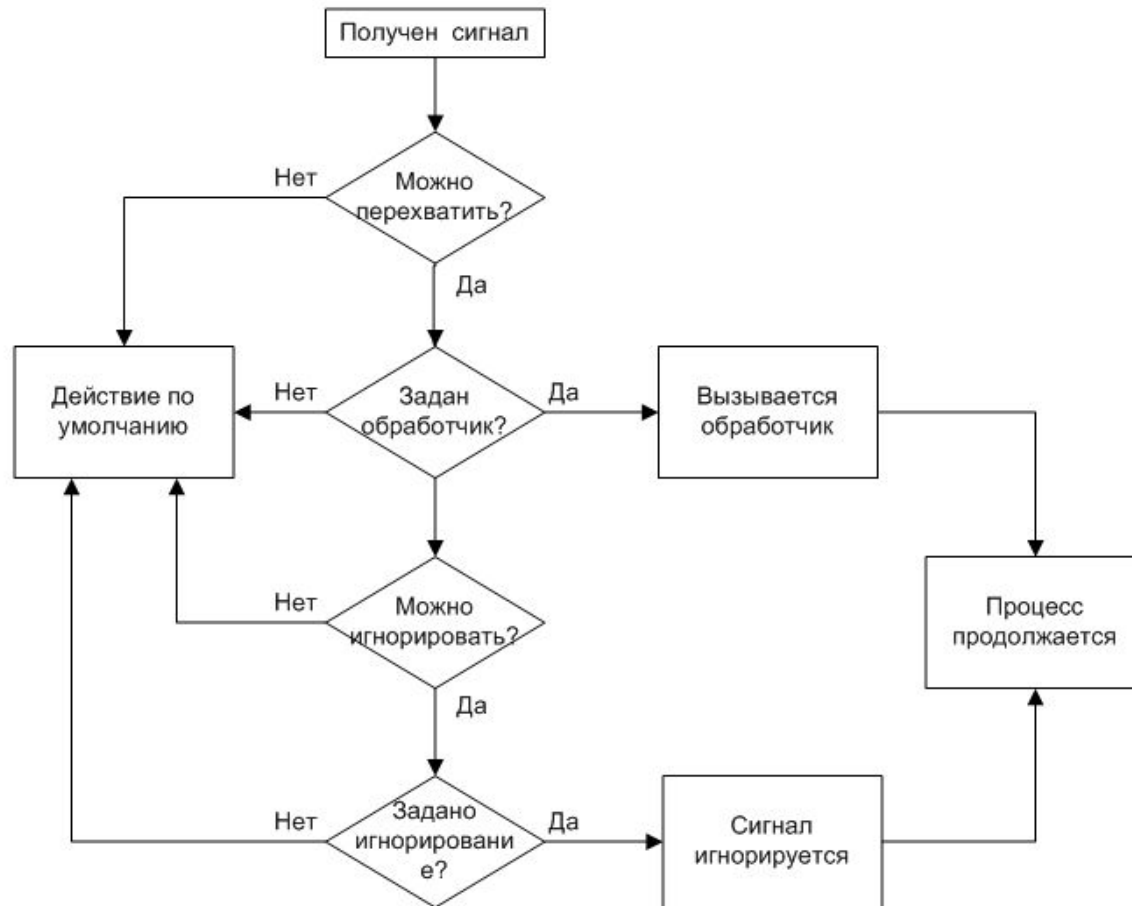 Получен сигнал
Нет
Можно
перехватить?
Да
Действие по
умолчанию
Нет
Задан
обработчик?
Да
Вызывается
обработчик
Нет
Можно
игнорировать?
Процесс
продолжается
Да
Нет
Задано
игнорировани
е?
Да
Сигнал
игнорируется